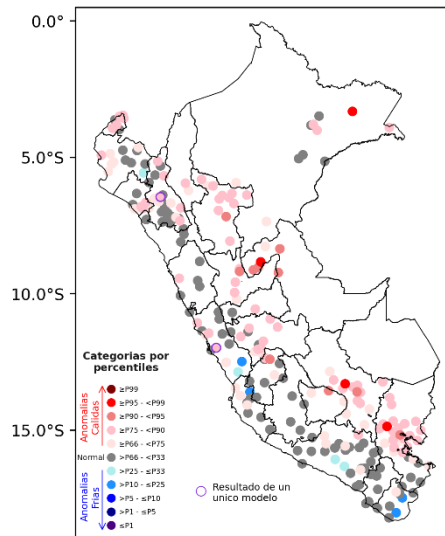 0.0°
5.0°S
10.0°S
15.0°S
Categorias por
percentiles
Anomalias
Calidas
≥P99
≥P95 - <P99
≥P90 - <P95
≥P75 - <P90
≥P66 - <P75
Normal
>P66 - <P33
>P25 - ≤P33
>P10 - ≤P25
>P5 - ≤P10
>P1 - ≤P5
≤P1
Anomalias
Frias
Resultado de un
unico modelo